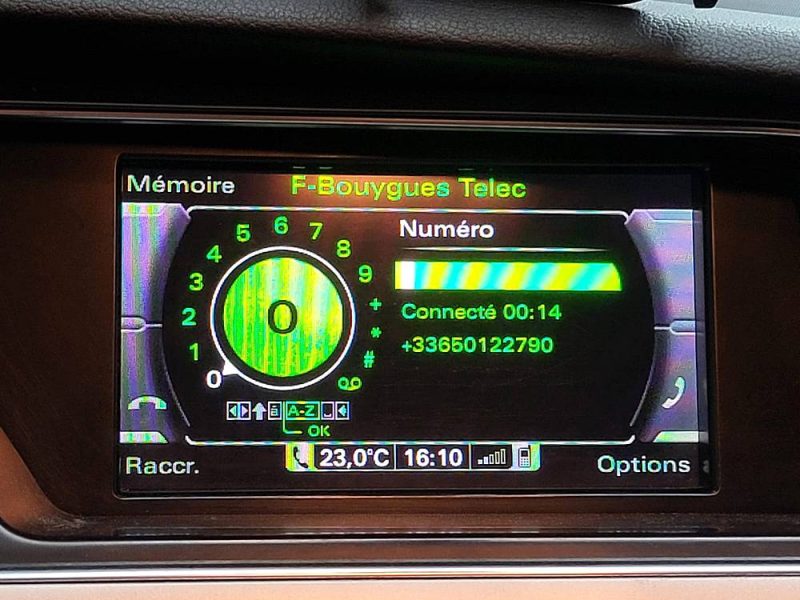 Mémoire
F-Bouygues Telec
Numéro
0 1 2 3 4 5 6 7 8 9 + * #
0
Connecté 00:14
+33650122790
A-Z
OK
Raccr.
23,0°C 16:10
Options